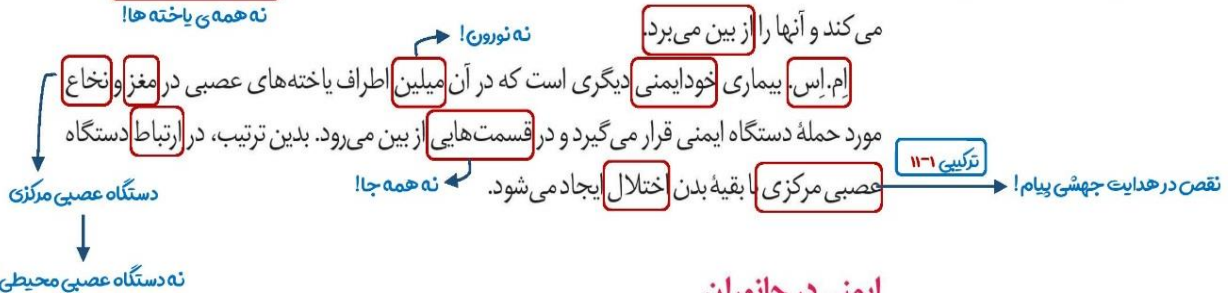 نه همه‌ی یاخته ها!
می‌کند و آنها را از بین می‌برد.
نه نورون!
اِم.اِس. بیماری خودایمنی دیگری است که در آن میلین اطراف یاخته‌های عصبی در مغز و نخاع
مورد حملهٔ دستگاه ایمنی قرار می‌گیرد و در قسمت‌هایی از بین می‌رود. بدین ترتیب، در ارتباط دستگاه
ترکیبی ۱-۱۱
عصبی مرکزی با بقیهٔ بدن اختلال ایجاد می‌شود.
نه همه جا!
نقص در هدایت جهشی پیام!
دستگاه عصبی مرکزی
نه دستگاه عصبی محیطی
ایمنی در جانوران